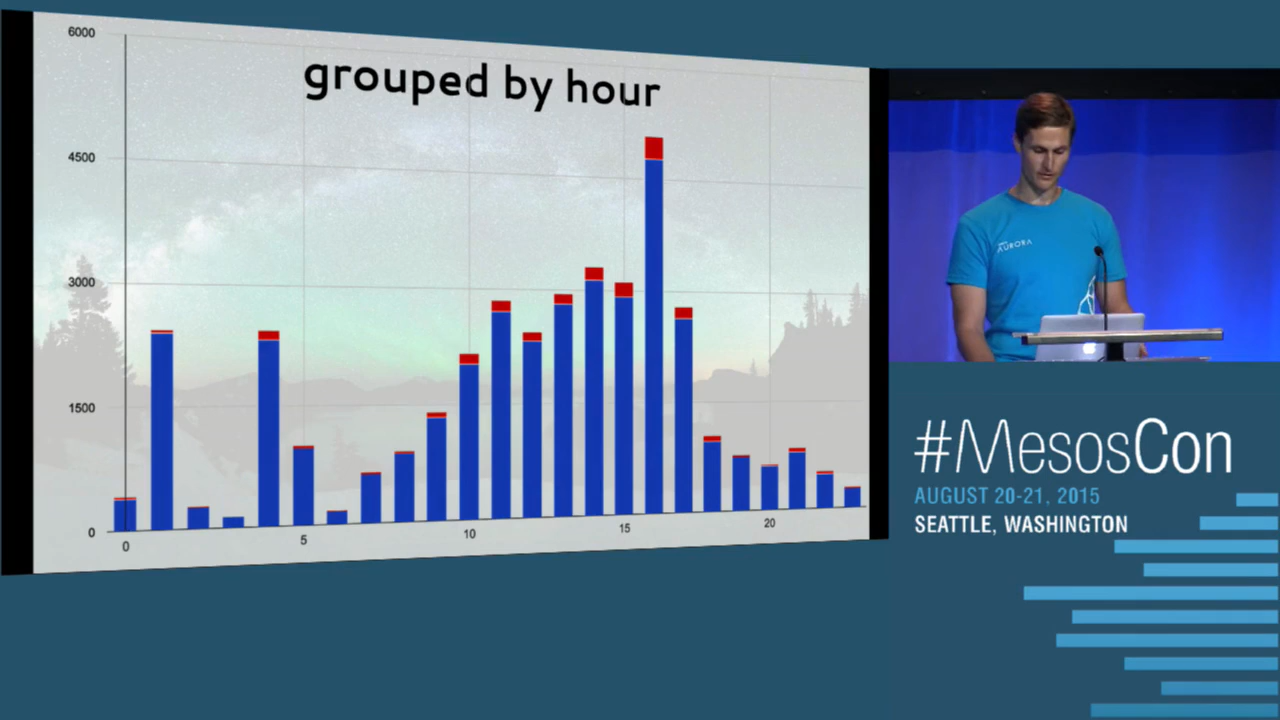 grouped by hour
6000
4500
3000
1500
0
0
5
10
15
20
AURORA
#MesosCon
AUGUST 20-21, 2015
SEATTLE, WASHINGTON